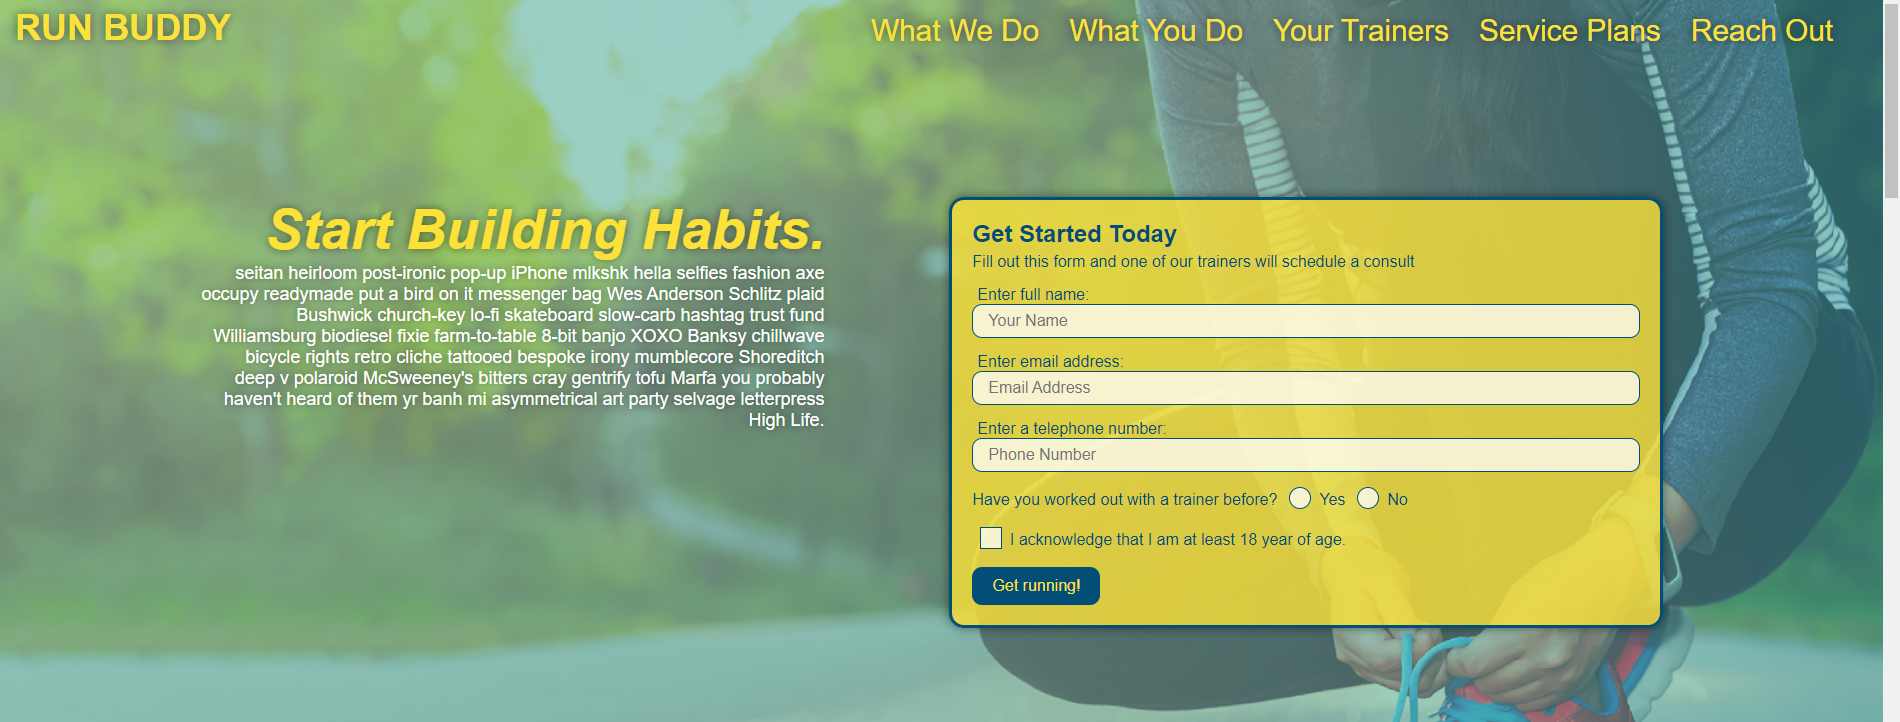 RUN BUDDY
What We Do What You Do Your Trainers Service Plans Reach Out
Start Building Habits.
seitan heirloom post-ironic pop-up iPhone mlkshk hella selfies fashion axe
occupy readymade put a bird on it messenger bag Wes Anderson Schlitz plaid
Bushwick church-key lo-fi skateboard slow-carb hashtag trust fund
Williamsburg biodiesel fixie farm-to-table 8-bit banjo XOXO Banksy chillwave
bicycle rights retro cliche tattooed bespoke irony mumblecore Shoreditch
deep v polaroid McSweeney's bitters cray gentrify tofu Marfa you probably
haven't heard of them yr banh mi asymmetrical art party selvage letterpress
High Life.
Get Started Today
Fill out this form and one of our trainers will schedule a consult
Enter full name:
Your Name
Enter email address:
Email Address
Enter a telephone number:
Phone Number
Have you worked out with a trainer before? Yes No
I acknowledge that I am at least 18 year of age.
Get running!